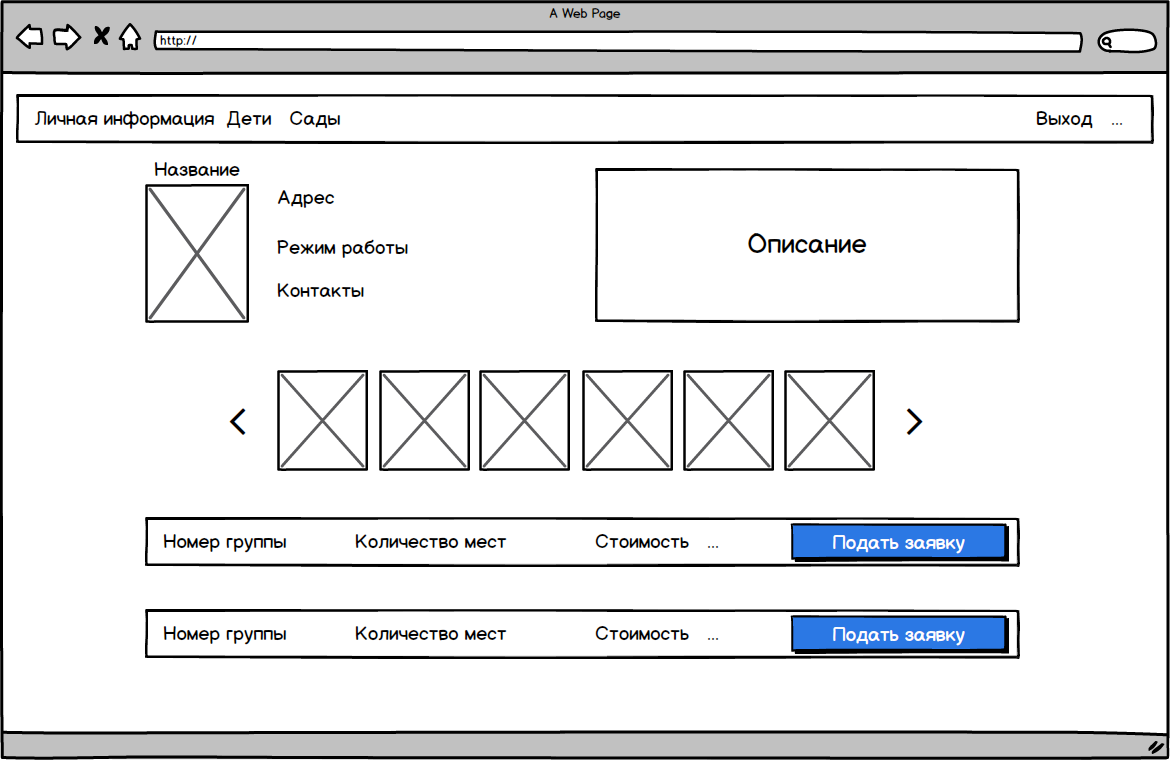 A Web Page
http://
Личная информация Дети Сады Выход ...
Название
Адрес
Режим работы
Контакты
Описание
Номер группы Количество мест Стоимость ... Подать заявку
Номер группы Количество мест Стоимость ... Подать заявку